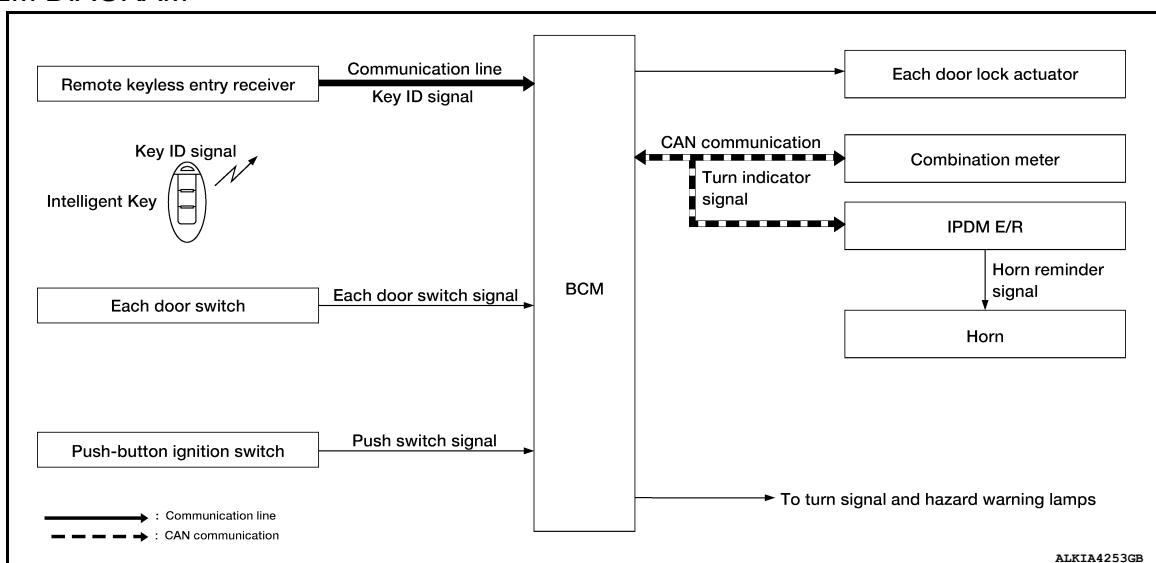 Remote keyless entry receiver
Communication line
Key ID signal
Key ID signal
Intelligent Key
Each door switch
Each door switch signal
Push-button ignition switch
Push switch signal
: Communication line
: CAN communication
BCM
Each door lock actuator
CAN communication
Combination meter
Turn indicator
signal
IPDM E/R
Horn reminder
signal
Horn
To turn signal and hazard warning lamps
ALKIA4253GB